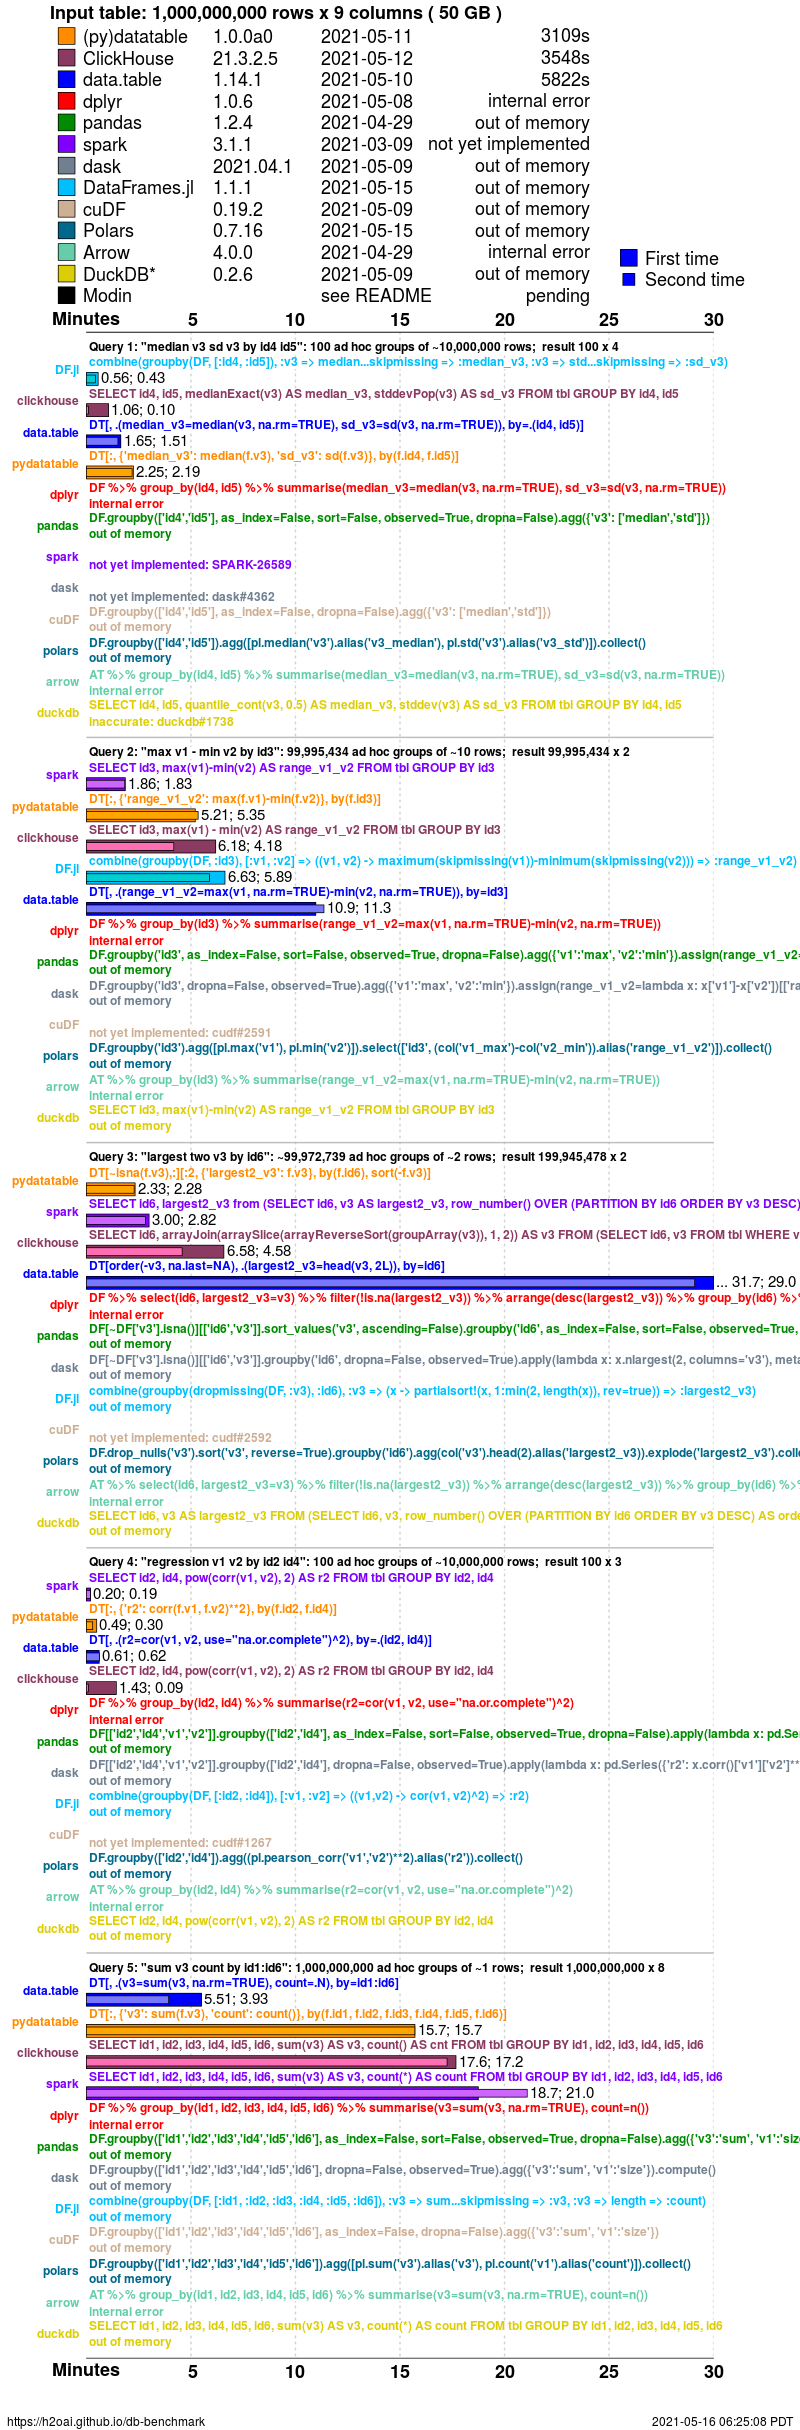 Input table: 1,000,000,000 rows x 9 columns ( 50 GB )
(py)datatable 1.0.0a0 2021-05-11 3109s
ClickHouse 21.3.2.5 2021-05-12 3548s
data.table 1.14.1 2021-05-10 5822s
dplyr 1.0.6 2021-05-08 internal error
pandas 1.2.4 2021-04-29 out of memory
spark 3.1.1 2021-03-09 not yet implemented
dask 2021.04.1 2021-05-09 out of memory
DataFrames.jl 1.1.1 2021-05-15 out of memory
cuDF 0.19.2 2021-05-09 out of memory
Polars 0.7.16 2021-05-15 out of memory
Arrow 4.0.0 2021-04-29 internal error
DuckDB* 0.2.6 2021-05-09 out of memory
Modin see README pending
First time
Second time
Minutes 5 10 15 20 25 30
Query 1: "median v3 sd v3 by id4 id5": 100 ad hoc groups of ~10,000,000 rows; result 100 x 4
combine(groupby(DF, [:id4, :id5]), :v3 => median...skipmissing => :median_v3, :v3 => std...skipmissing => :sd_v3)
DF.jl
0.56; 0.43
SELECT id4, id5, medianExact(v3) AS median_v3, stddevPop(v3) AS sd_v3 FROM tbl GROUP BY id4, id5
clickhouse
1.06; 0.10
DT[, .(median_v3=median(v3, na.rm=TRUE), sd_v3=sd(v3, na.rm=TRUE)), by=.(id4, id5)]
data.table
1.65; 1.51
DT[:, {'median_v3': median(f.v3), 'sd_v3': sd(f.v3)}, by(f.id4, f.id5)]
pydatatable
2.25; 2.19
DF %>% group_by(id4, id5) %>% summarise(median_v3=median(v3, na.rm=TRUE), sd_v3=sd(v3, na.rm=TRUE))
dplyr
internal error
DF.groupby(['id4','id5'], as_index=False, sort=False, observed=True, dropna=False).agg({'v3': ['median','std']})
pandas
out of memory
spark
not yet implemented: SPARK-26589
dask
not yet implemented: dask#4362
DF.groupby(['id4','id5'], as_index=False, dropna=False).agg({'v3': ['median','std']})
cuDF
out of memory
DF.groupby(['id4','id5']).agg([pl.median('v3').alias('v3_median'), pl.std('v3').alias('v3_std')]).collect()
polars
out of memory
AT %>% group_by(id4, id5) %>% summarise(median_v3=median(v3, na.rm=TRUE), sd_v3=sd(v3, na.rm=TRUE))
arrow
internal error
SELECT id4, id5, quantile_cont(v3, 0.5) AS median_v3, stddev(v3) AS sd_v3 FROM tbl GROUP BY id4, id5
duckdb
inaccurate: duckdb#1738
Query 2: "max v1 - min v2 by id3": 99,995,434 ad hoc groups of ~10 rows; result 99,995,434 x 2
SELECT id3, max(v1)-min(v2) AS range_v1_v2 FROM tbl GROUP BY id3
spark
1.86; 1.83
DT[:, {'range_v1_v2': max(f.v1)-min(f.v2)}, by(f.id3)]
pydatatable
5.21; 5.35
SELECT id3, max(v1) - min(v2) AS range_v1_v2 FROM tbl GROUP BY id3
clickhouse
6.18; 4.18
combine(groupby(DF, :id3), [:v1, :v2] => ((v1, v2) -> maximum(skipmissing(v1))-minimum(skipmissing(v2))) => :range_v1_v2)
DF.jl
6.63; 5.89
DT[, .(range_v1_v2=max(v1, na.rm=TRUE)-min(v2, na.rm=TRUE)), by=id3]
data.table
10.9; 11.3
DF %>% group_by(id3) %>% summarise(range_v1_v2=max(v1, na.rm=TRUE)-min(v2, na.rm=TRUE))
dplyr
internal error
DF.groupby('id3', as_index=False, sort=False, observed=True, dropna=False).agg({'v1':'max', 'v2':'min'}).assign(range_v1_v2=
pandas
out of memory
DF.groupby('id3', dropna=False, observed=True).agg({'v1':'max', 'v2':'min'}).assign(range_v1_v2=lambda x: x['v1']-x['v2'])[['ra
dask
out of memory
cuDF
not yet implemented: cudf#2591
DF.groupby('id3').agg([pl.max('v1'), pl.min('v2')]).select(['id3', (col('v1_max')-col('v2_min')).alias('range_v1_v2')]).collect()
polars
out of memory
AT %>% group_by(id3) %>% summarise(range_v1_v2=max(v1, na.rm=TRUE)-min(v2, na.rm=TRUE))
arrow
internal error
SELECT id3, max(v1)-min(v2) AS range_v1_v2 FROM tbl GROUP BY id3
duckdb
out of memory
Query 3: "largest two v3 by id6": ~99,972,739 ad hoc groups of ~2 rows; result 199,945,478 x 2
DT[~isna(f.v3),:][:2, {'largest2_v3': f.v3}, by(f.id6), sort(-f.v3)]
pydatatable
2.33; 2.28
SELECT id6, largest2_v3 from (SELECT id6, v3 AS largest2_v3, row_number() OVER (PARTITION BY id6 ORDER BY v3 DESC)
spark
3.00; 2.82
SELECT id6, arrayJoin(arraySlice(arrayReverseSort(groupArray(v3)), 1, 2)) AS v3 FROM (SELECT id6, v3 FROM tbl WHERE v
clickhouse
6.58; 4.58
DT[order(-v3, na.last=NA), .(largest2_v3=head(v3, 2L)), by=id6]
data.table
... 31.7; 29.0
DF %>% select(id6, largest2_v3=v3) %>% filter(!is.na(largest2_v3)) %>% arrange(desc(largest2_v3)) %>% group_by(id6) %>%
dplyr
internal error
DF[~DF['v3'].isna()][['id6','v3']].sort_values('v3', ascending=False).groupby('id6', as_index=False, sort=False, observed=True,
pandas
out of memory
DF[~DF['v3'].isna()][['id6','v3']].groupby('id6', dropna=False, observed=True).apply(lambda x: x.nlargest(2, columns='v3'), meta
dask
out of memory
combine(groupby(dropmissing(DF, :v3), :id6), :v3 => (x -> partialsort!(x, 1:min(2, length(x)), rev=true)) => :largest2_v3)
DF.jl
out of memory
cuDF
not yet implemented: cudf#2592
DF.drop_nulls('v3').sort('v3', reverse=True).groupby('id6').agg(col('v3').head(2).alias('largest2_v3')).explode('largest2_v3').colle
polars
out of memory
AT %>% select(id6, largest2_v3=v3) %>% filter(!is.na(largest2_v3)) %>% arrange(desc(largest2_v3)) %>% group_by(id6) %>%
arrow
internal error
SELECT id6, v3 AS largest2_v3 FROM (SELECT id6, v3, row_number() OVER (PARTITION BY id6 ORDER BY v3 DESC) AS orde
duckdb
out of memory
Query 4: "regression v1 v2 by id2 id4": 100 ad hoc groups of ~10,000,000 rows; result 100 x 3
SELECT id2, id4, pow(corr(v1, v2), 2) AS r2 FROM tbl GROUP BY id2, id4
spark
0.20; 0.19
DT[:, {'r2': corr(f.v1, f.v2)**2}, by(f.id2, f.id4)]
pydatatable
0.49; 0.30
DT[, .(r2=cor(v1, v2, use="na.or.complete")^2), by=.(id2, id4)]
data.table
0.61; 0.62
SELECT id2, id4, pow(corr(v1, v2), 2) AS r2 FROM tbl GROUP BY id2, id4
clickhouse
1.43; 0.09
DF %>% group_by(id2, id4) %>% summarise(r2=cor(v1, v2, use="na.or.complete")^2)
dplyr
internal error
DF[['id2','id4','v1','v2']].groupby(['id2','id4'], as_index=False, sort=False, observed=True, dropna=False).apply(lambda x: pd.Se
pandas
out of memory
DF[['id2','id4','v1','v2']].groupby(['id2','id4'], dropna=False, observed=True).apply(lambda x: pd.Series({'r2': x.corr()['v1']['v2']**
dask
out of memory
combine(groupby(DF, [:id2, :id4]), [:v1, :v2] => ((v1,v2) -> cor(v1, v2)^2) => :r2)
DF.jl
out of memory
cuDF
not yet implemented: cudf#1267
DF.groupby(['id2','id4']).agg((pl.pearson_corr('v1','v2')**2).alias('r2')).collect()
polars
out of memory
AT %>% group_by(id2, id4) %>% summarise(r2=cor(v1, v2, use="na.or.complete")^2)
arrow
internal error
SELECT id2, id4, pow(corr(v1, v2), 2) AS r2 FROM tbl GROUP BY id2, id4
duckdb
out of memory
Query 5: "sum v3 count by id1:id6": 1,000,000,000 ad hoc groups of ~1 rows; result 1,000,000,000 x 8
DT[, .(v3=sum(v3, na.rm=TRUE), count=.N), by=id1:id6]
data.table
5.51; 3.93
DT[:, {'v3': sum(f.v3), 'count': count()}, by(f.id1, f.id2, f.id3, f.id4, f.id5, f.id6)]
pydatatable
15.7; 15.7
SELECT id1, id2, id3, id4, id5, id6, sum(v3) AS v3, count() AS cnt FROM tbl GROUP BY id1, id2, id3, id4, id5, id6
clickhouse
17.6; 17.2
SELECT id1, id2, id3, id4, id5, id6, sum(v3) AS v3, count(*) AS count FROM tbl GROUP BY id1, id2, id3, id4, id5, id6
spark
18.7; 21.0
DF %>% group_by(id1, id2, id3, id4, id5, id6) %>% summarise(v3=sum(v3, na.rm=TRUE), count=n())
dplyr
internal error
DF.groupby(['id1','id2','id3','id4','id5','id6'], as_index=False, sort=False, observed=True, dropna=False).agg({'v3':'sum', 'v1':'size
pandas
out of memory
DF.groupby(['id1','id2','id3','id4','id5','id6'], dropna=False, observed=True).agg({'v3':'sum', 'v1':'size'}).compute()
dask
out of memory
combine(groupby(DF, [:id1, :id2, :id3, :id4, :id5, :id6]), :v3 => sum...skipmissing => :v3, :v3 => length => :count)
DF.jl
out of memory
DF.groupby(['id1','id2','id3','id4','id5','id6'], as_index=False, dropna=False).agg({'v3':'sum', 'v1':'size'})
cuDF
out of memory
DF.groupby(['id1','id2','id3','id4','id5','id6']).agg([pl.sum('v3').alias('v3'), pl.count('v1').alias('count')]).collect()
polars
out of memory
AT %>% group_by(id1, id2, id3, id4, id5, id6) %>% summarise(v3=sum(v3, na.rm=TRUE), count=n())
arrow
internal error
SELECT id1, id2, id3, id4, id5, id6, sum(v3) AS v3, count(*) AS count FROM tbl GROUP BY id1, id2, id3, id4, id5, id6
duckdb
out of memory
Minutes 5 10 15 20 25 30
https://h2oai.github.io/db-benchmark 2021-05-16 06:25:08 PDT